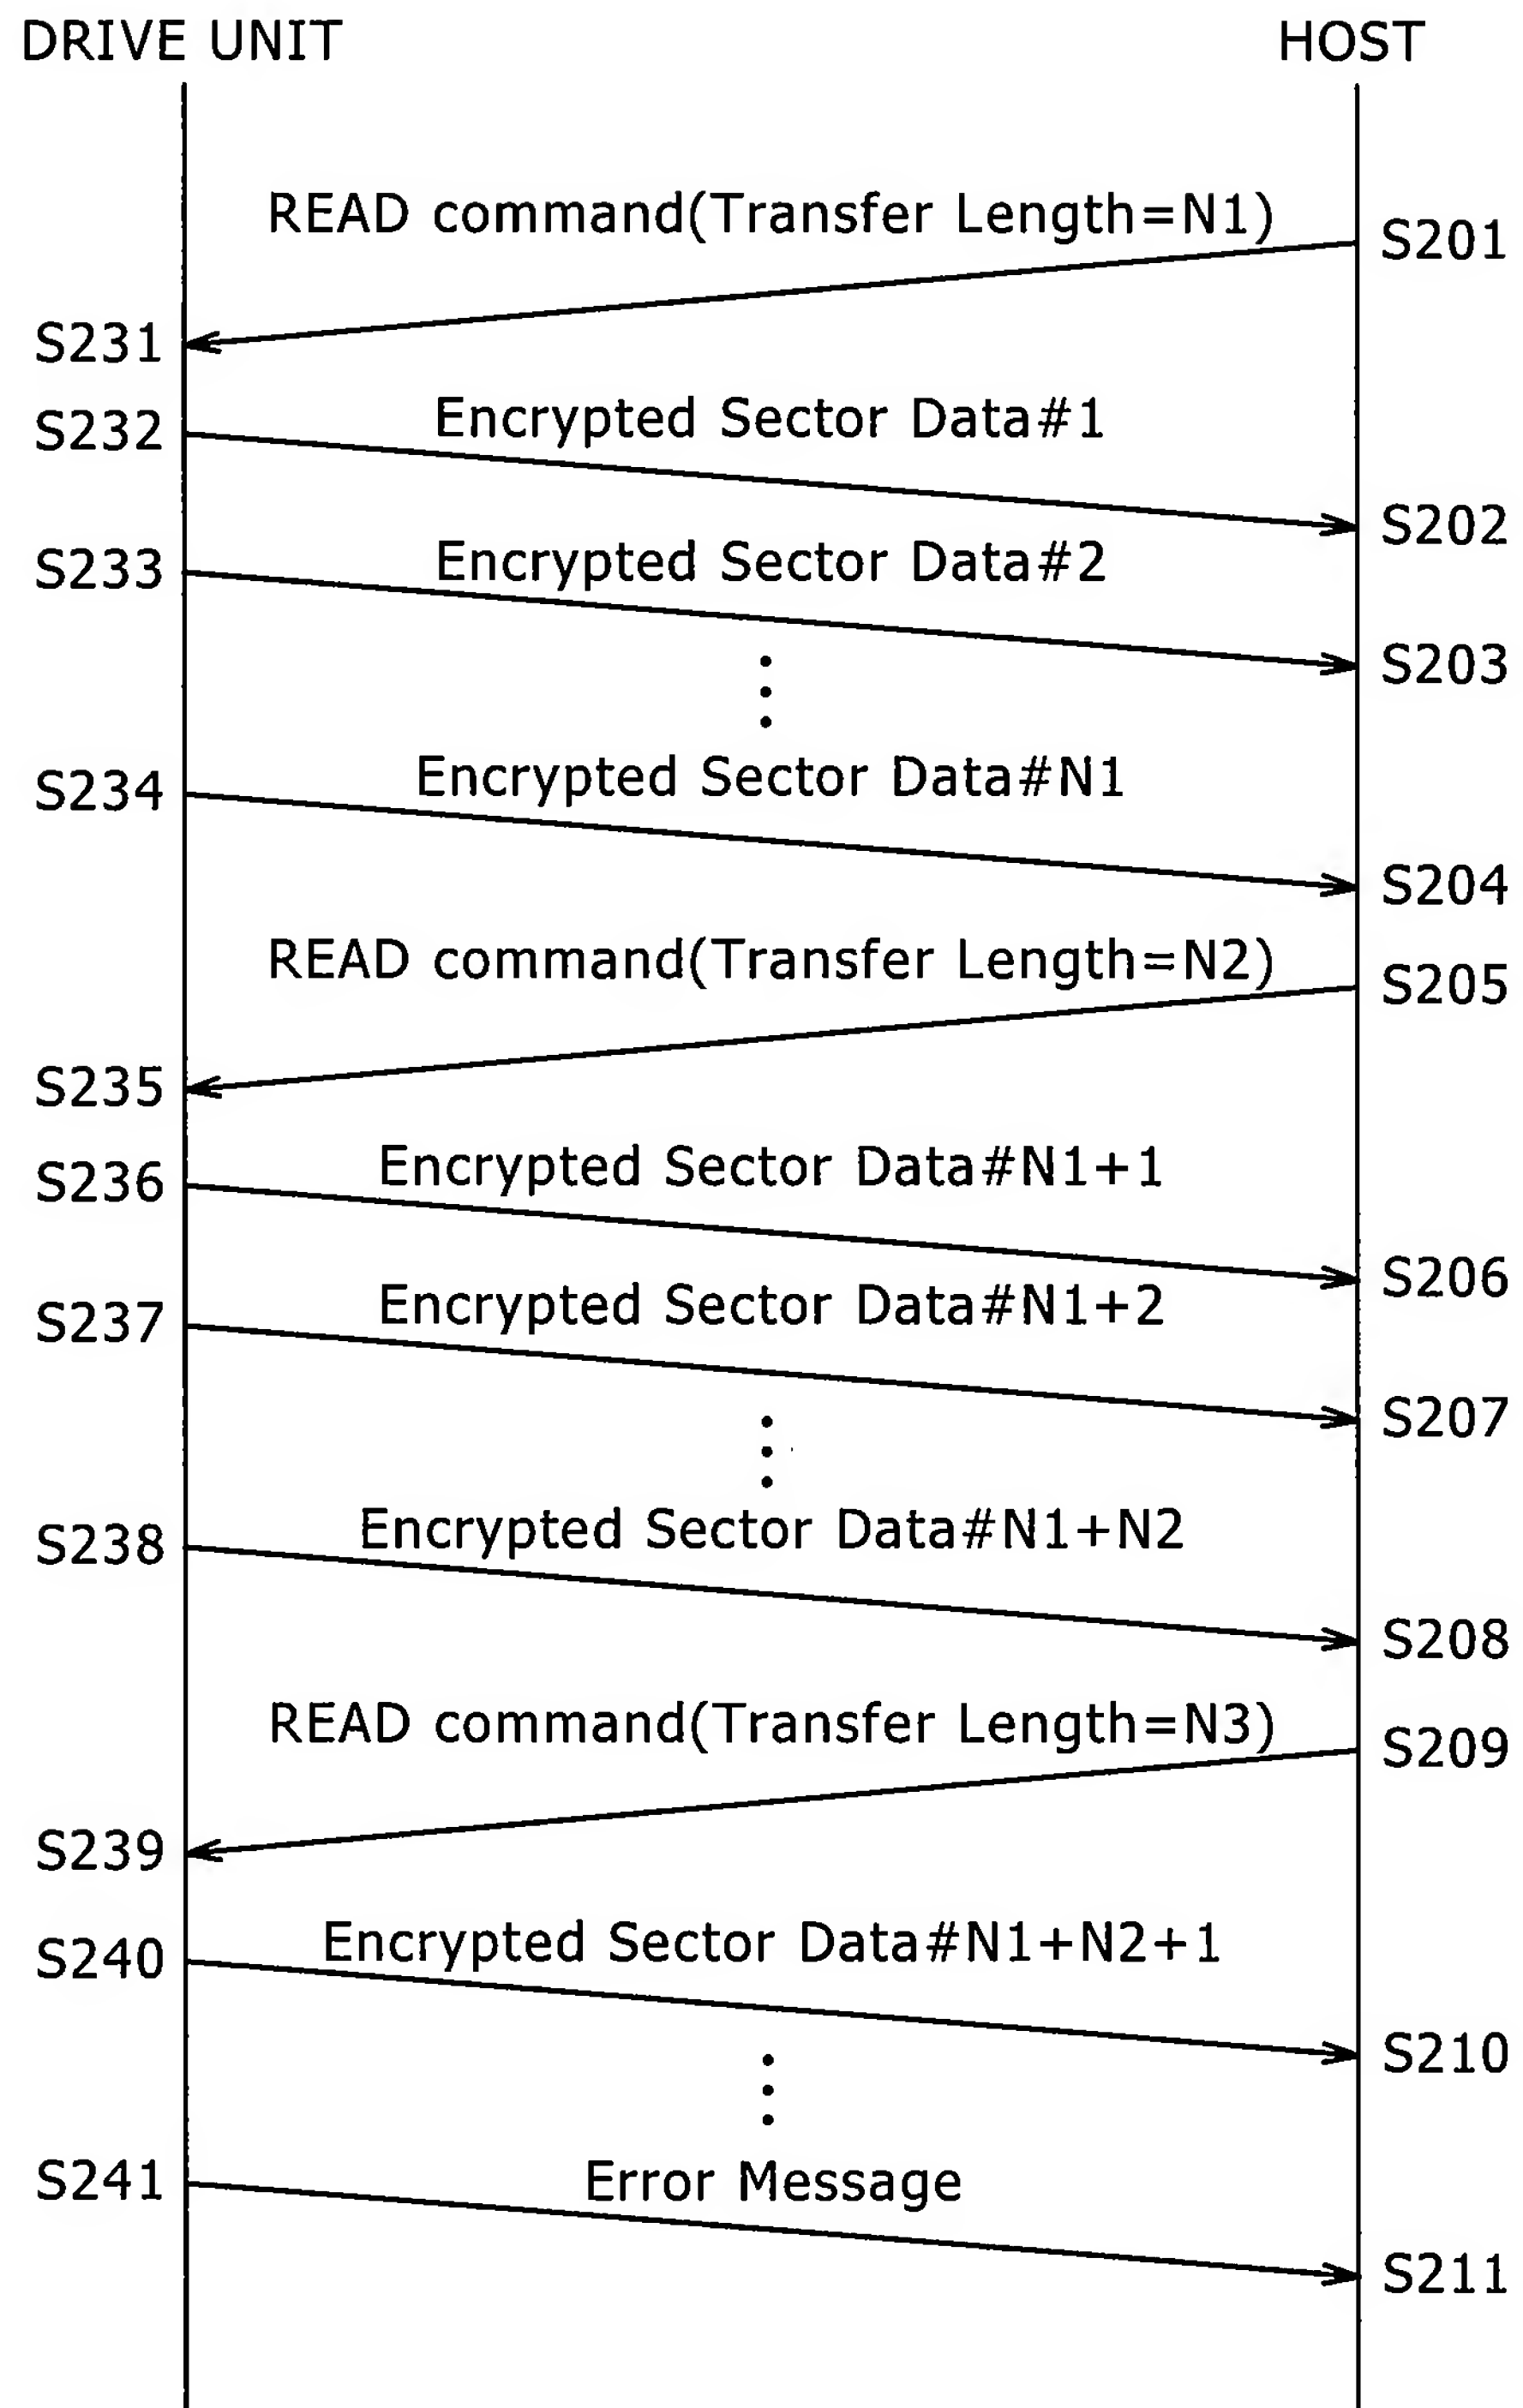 DRIVE UNIT
HOST
READ command(Transfer Length=N1)
S201
S231
Encrypted Sector Data#1
S232
S202
Encrypted Sector Data#2
S233
S203
Encrypted Sector Data#N1
S234
S204
READ command(Transfer Length=N2)
S205
S235
Encrypted Sector Data#N1+1
S236
S206
Encrypted Sector Data#N1+2
S237
S207
Encrypted Sector Data#N1+N2
S238
S208
READ command(Transfer Length=N3)
S209
S239
Encrypted Sector Data#N1+N2+1
S240
S210
Error Message
S241
S211